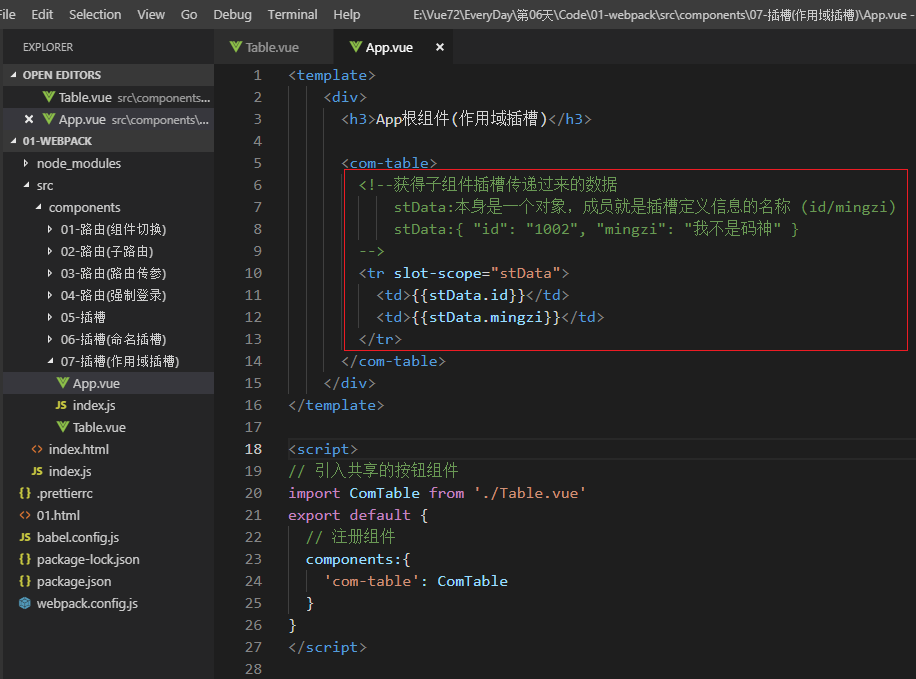 File Edit Selection View Go Debug Terminal Help E:\Vue72\EveryDay\第06天\Code\01-webpack\src\components\07-插槽(作用域插槽)\App.vue -
EXPLORER
Table.vue
App.vue ×
OPEN EDITORS
Table.vue src\components...
× App.vue src\components\...
01-WEBPACK
node_modules
src
components
01-路由(组件切换)
02-路由(子路由)
03-路由(路由传参)
04-路由(强制登录)
05-插槽
06-插槽(命名插槽)
07-插槽(作用域插槽)
App.vue
JS index.js
Table.vue
<> index.html
JS index.js
{} .prettierrc
<> 01.html
JS babel.config.js
{} package-lock.json
{} package.json
webpack.config.js
1 <template>
2 <div>
3 <h3>App根组件(作用域插槽)</h3>
4
5 <com-table>
6 <!--获得子组件插槽传递过来的数据
7 stData:本身是一个对象，成员就是插槽定义信息的名称 (id/mingzi)
8 stData:{ "id": "1002", "mingzi": "我不是码神" }
9 -->
10 <tr slot-scope="stData">
11 <td>{{stData.id}}</td>
12 <td>{{stData.mingzi}}</td>
13 </tr>
14 </com-table>
15 </div>
16 </template>
17
18 <script>
19 // 引入共享的按钮组件
20 import ComTable from './Table.vue'
21 export default {
22 // 注册组件
23 components:{
24 'com-table': ComTable
25 }
26 }
27 </script>
28